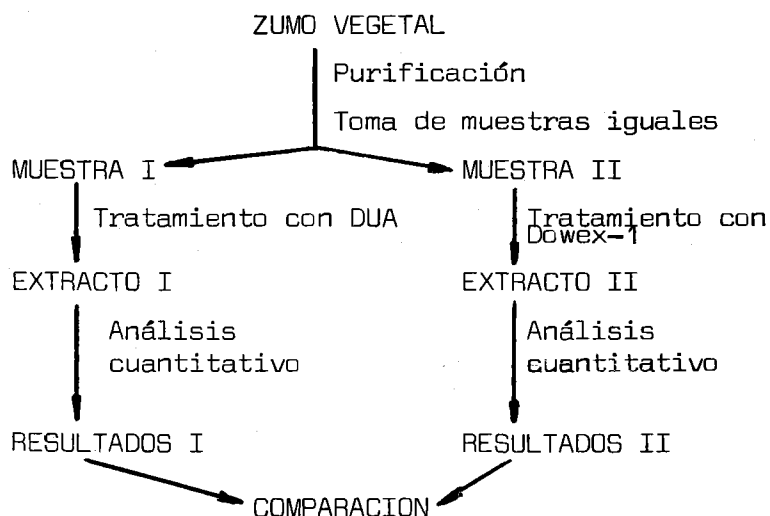 ZUMO VEGETAL
Purificación
Toma de muestras iguales
MUESTRA I
MUESTRA II
Tratamiento con DUA
Tratamiento con
Dowex-1
EXTRACTO I
EXTRACTO II
Análisis
cuantitativo
Análisis
cuantitativo
RESULTADOS I
RESULTADOS II
COMPARACION